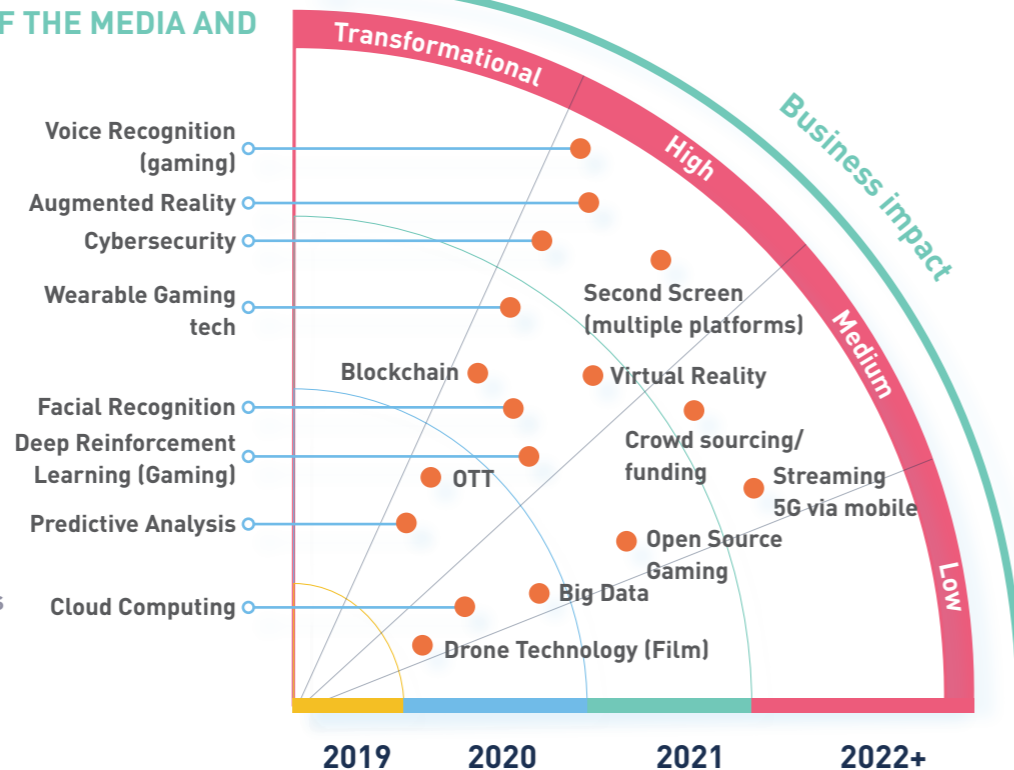 F THE MEDIA AND
Transformational
High
Medium
Low
Business impact
Voice Recognition
(gaming)
Augmented Reality
Cybersecurity
Second Screen
(multiple platforms)
Wearable Gaming
tech
Blockchain
Virtual Reality
Facial Recognition
Crowd sourcing/
funding
Deep Reinforcement
Learning (Gaming)
OTT
Streaming
5G via mobile
Predictive Analysis
Open Source
Gaming
Big Data
Cloud Computing
Drone Technology (Film)
2019
2020
2021
2022+